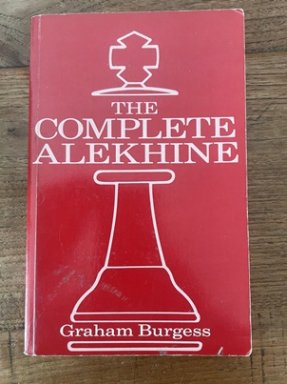 THE
COMPLETE
ALEKHINE
Graham Burgess